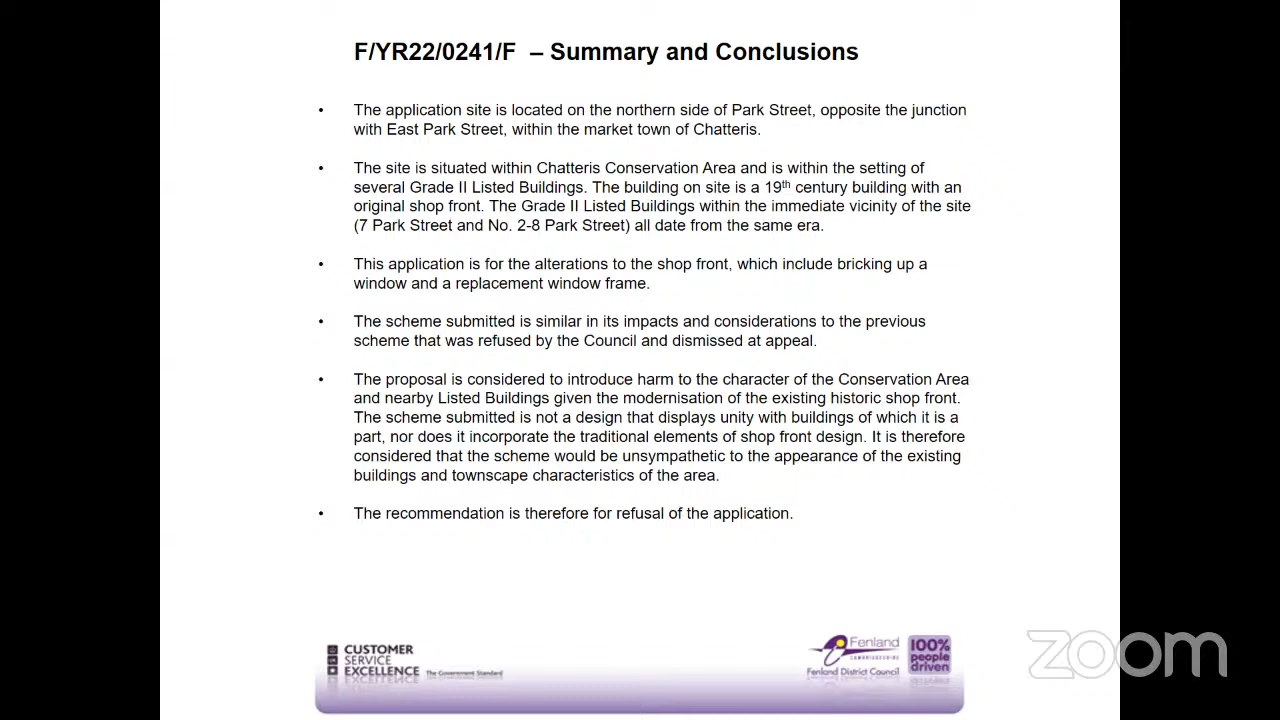 F/YR22/0241/F – Summary and Conclusions
• The application site is located on the northern side of Park Street, opposite the junction
with East Park Street, within the market town of Chatteris.
• The site is situated within Chatteris Conservation Area and is within the setting of
several Grade II Listed Buildings. The building on site is a 19th century building with an
original shop front. The Grade II Listed Buildings within the immediate vicinity of the site
(7 Park Street and No. 2-8 Park Street) all date from the same era.
• This application is for the alterations to the shop front, which include bricking up a
window and a replacement window frame.
• The scheme submitted is similar in its impacts and considerations to the previous
scheme that was refused by the Council and dismissed at appeal.
• The proposal is considered to introduce harm to the character of the Conservation Area
and nearby Listed Buildings given the modernisation of the existing historic shop front.
The scheme submitted is not a design that displays unity with buildings of which it is a
part, nor does it incorporate the traditional elements of shop front design. It is therefore
considered that the scheme would be unsympathetic to the appearance of the existing
buildings and townscape characteristics of the area.
• The recommendation is therefore for refusal of the application.
CUSTOMER
SERVICE
EXCELLENCE
The Government Standard
Fenland
CAMBRIDGESHIRE
Fenland District Council
100%
people
driven
zoom